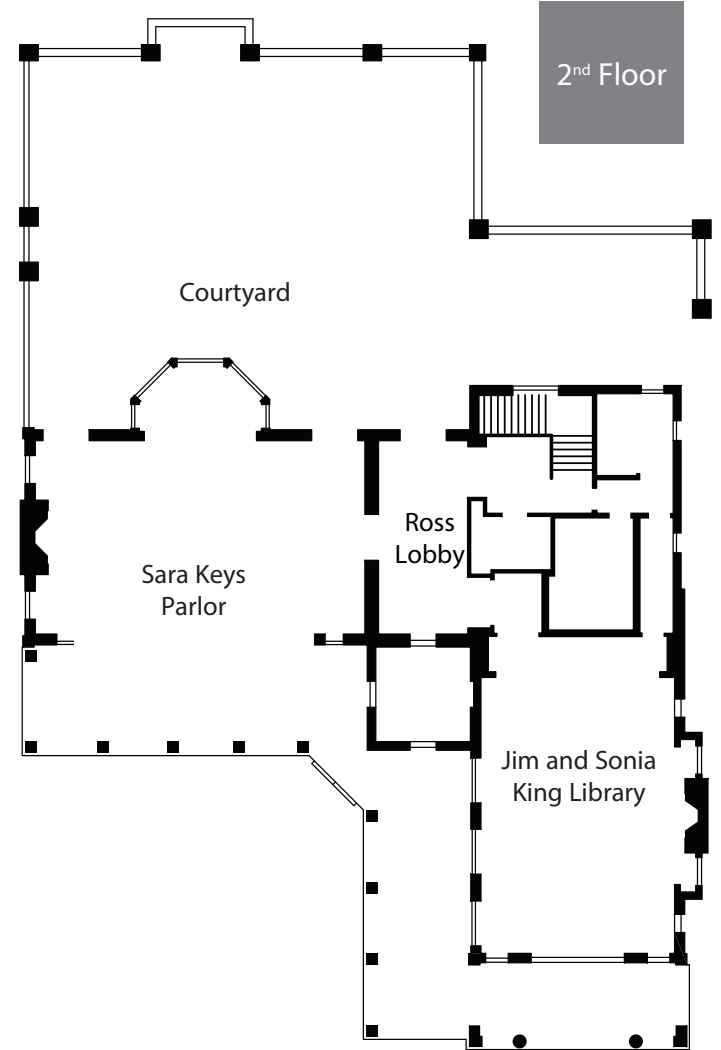 2nd Floor
Courtyard
Ross
Lobby
Sara Keys
Parlor
Jim and Sonia
King Library